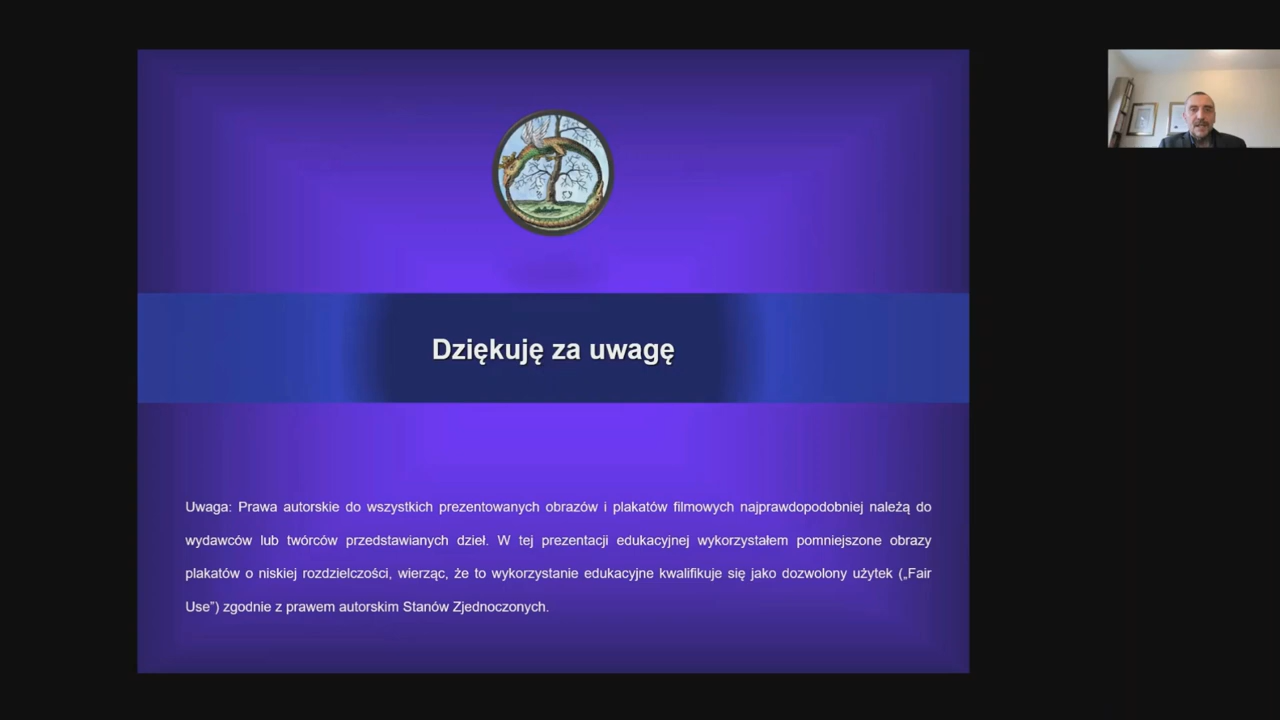 Dziękuję za uwagę
Uwaga: Prawa autorskie do wszystkich prezentowanych obrazów i plakatów filmowych najprawdopodobniej należą do
wydawców lub twórców przedstawianych dzieł. W tej prezentacji edukacyjnej wykorzystałem pomniejszone obrazy
plakatów o niskiej rozdzielczości, wierząc, że to wykorzystanie edukacyjne kwalifikuje się jako dozwolony użytek („Fair
Use”) zgodnie z prawem autorskim Stanów Zjednoczonych.